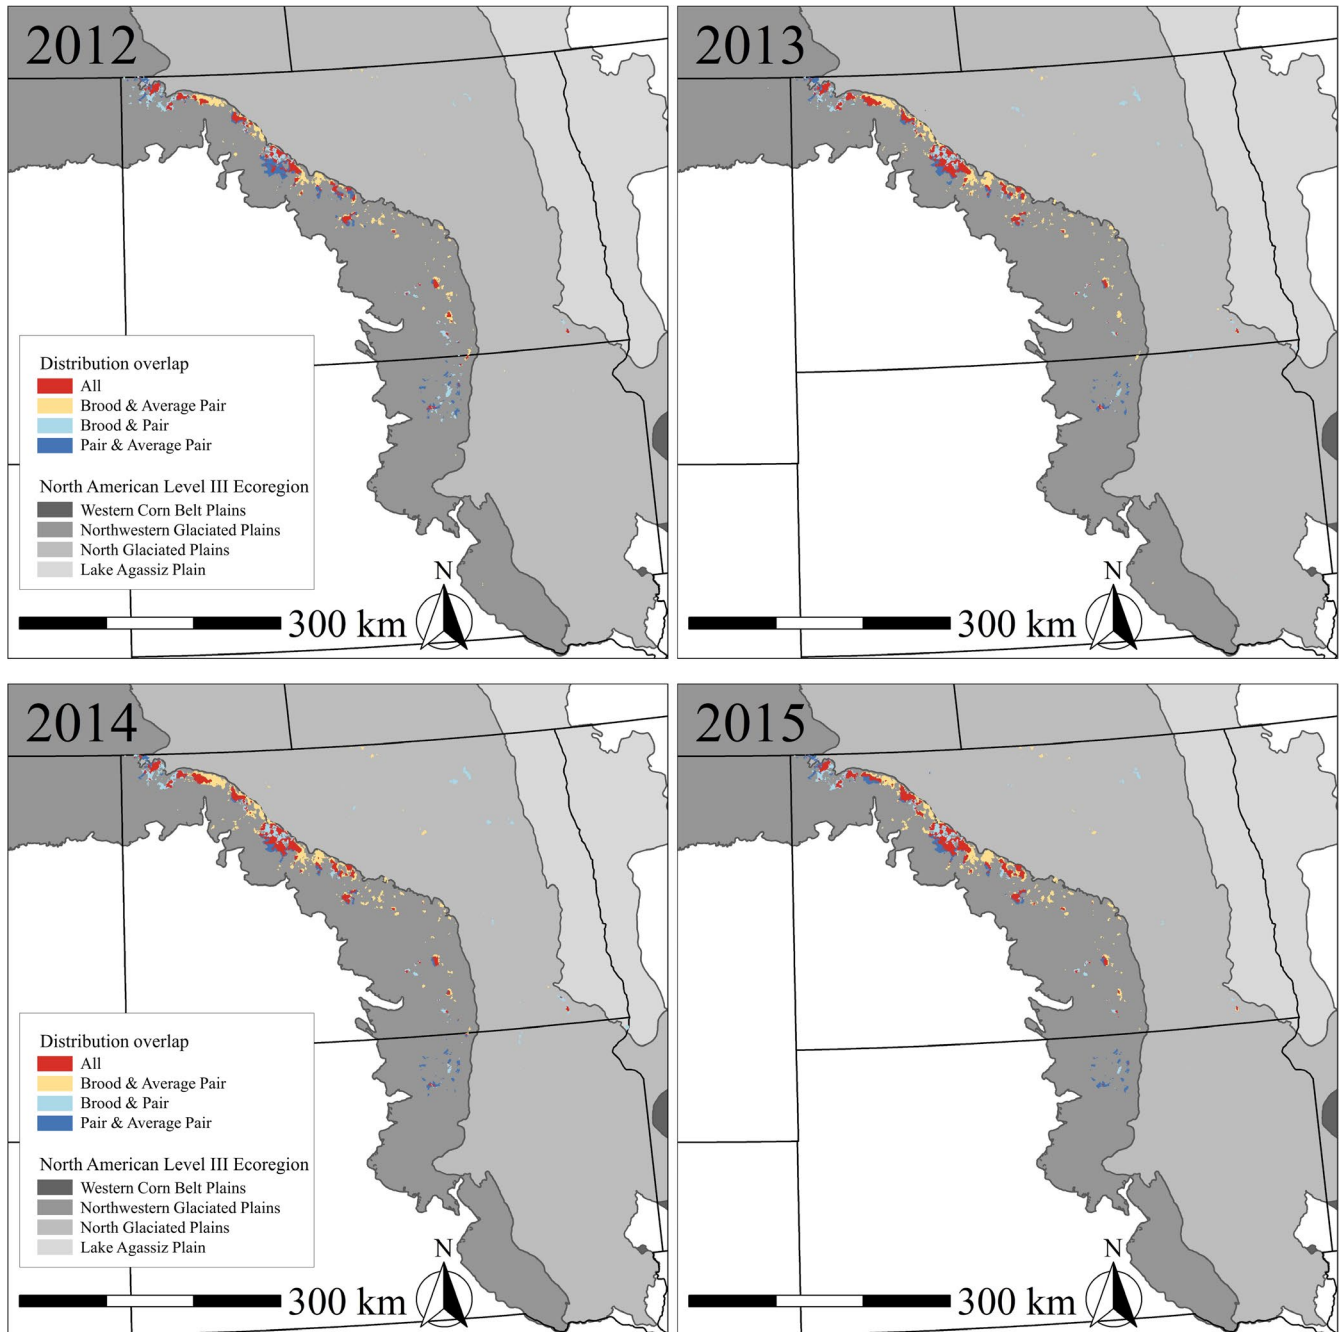 2012
Distribution overlap
All
Brood & Average Pair
Brood & Pair
Pair & Average Pair
North American Level III Ecoregion
Western Corn Belt Plains
Northwestern Glaciated Plains
North Glaciated Plains
Lake Agassiz Plain
N
300 km
2013
N
300 km
2014
Distribution overlap
All
Brood & Average Pair
Brood & Pair
Pair & Average Pair
North American Level III Ecoregion
Western Corn Belt Plains
Northwestern Glaciated Plains
North Glaciated Plains
Lake Agassiz Plain
N
300 km
2015
N
300 km